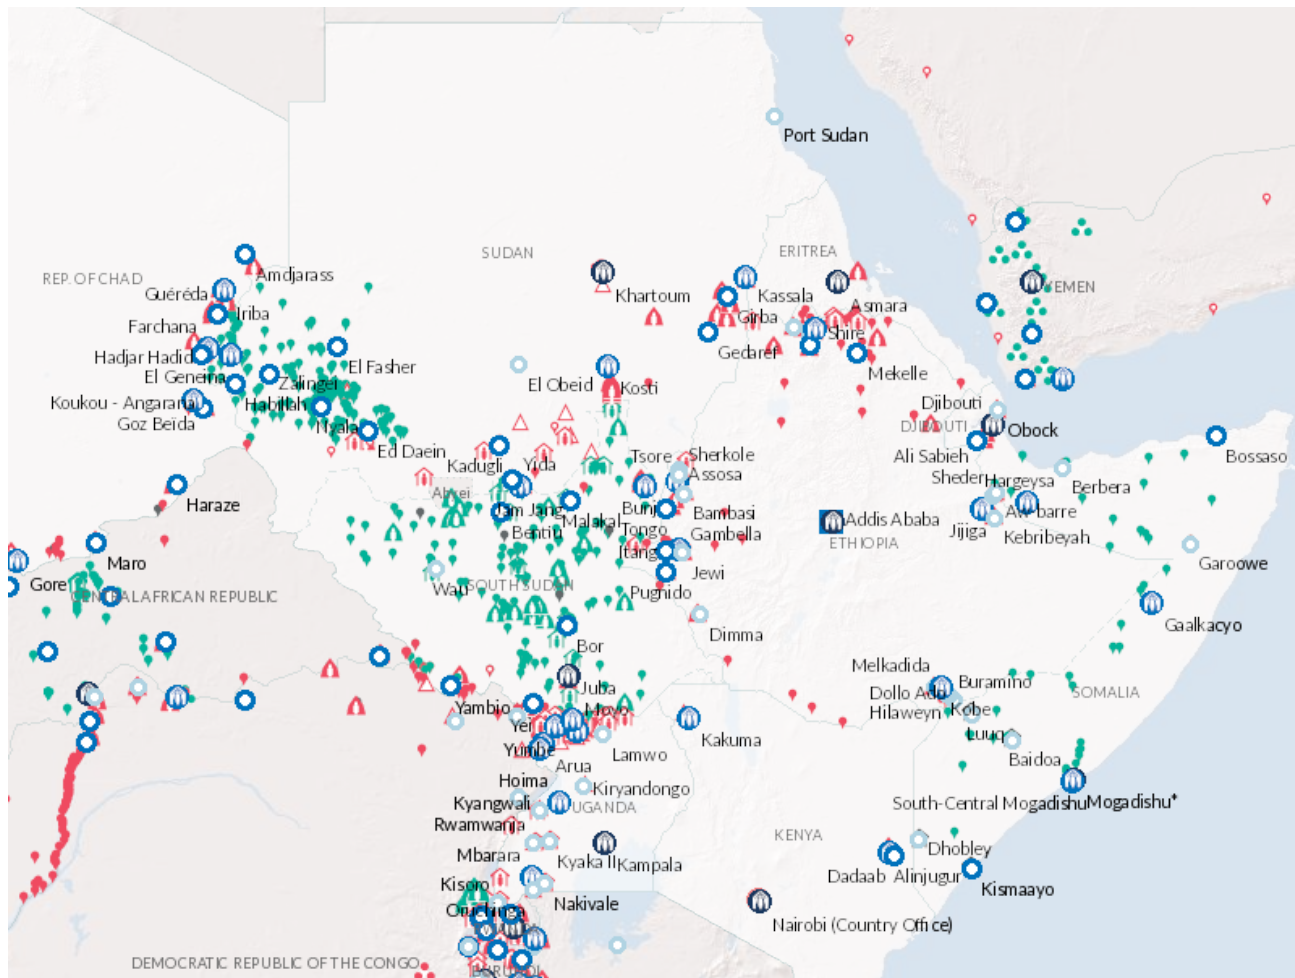 Port Sudan
SUDAN
ERITREA
REP. OF CHAD
Amdjarass
Guéréda
Khartoum
Kassala
Asmara
YEMEN
Iriba
Girba
Farchana
Shire
Hadjar Hadid
El Fasher
Gedaref
Mekelle
El Geneina
Zalingei
El Obeid
Kosti
Koukou - Angarana
Habillah
Djibouti
Goz Beïda
Nyala
DJIBOUTI
Obock
Ed Daein
Ali Sabieh
Bossaso
Kadugli
Yida
Tsore
Sherkole
Assosa
Sheder
Hargeysa
Berbera
Haraze
Abyei
Jam Jang
Malakal
Bunj
Bambasi
Aw-barre
Addis Ababa
Bentiu
Tongo
Gambella
Jijiga
Kebribeyah
ETHIOPIA
Maro
Itang
Garoowe
Gore
Wau
SOUTH SUDAN
Jewi
CENTRAL AFRICAN REPUBLIC
Pugnido
Dimma
Gaalkacyo
Bor
Melkadida
Buramino
Juba
Dollo Ado
SOMALIA
Yambio
Moyo
Hilaweyn
Kobe
Yei
Kakuma
Luuq
Yumbe
Arua
Lamwo
Baidoa
Hoima
Kiryandongo
Kyangwali
UGANDA
South-Central Mogadishu
Mogadishu*
Rwamwanja
KENYA
Mbarara
Kyaka II
Kampala
Dhobley
Dadaab
Alinjugur
Kisoro
Kismaayo
Nakivale
Oruchinga
Nairobi (Country Office)
DEMOCRATIC REPUBLIC OF THE CONGO
BURUNDI